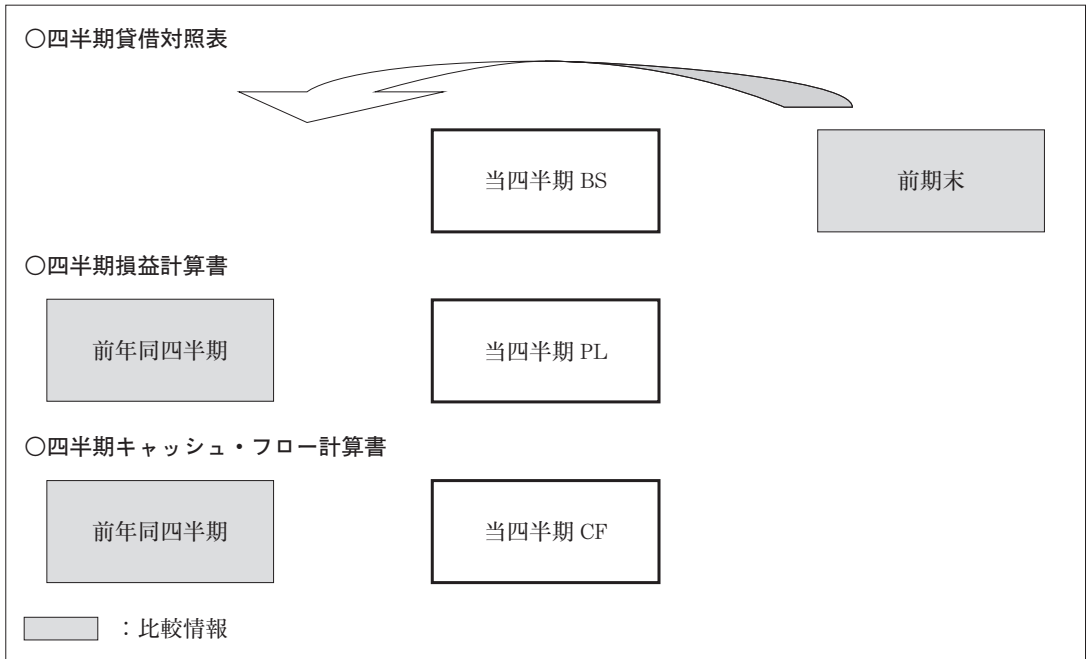 ○四半期貸借対照表
当四半期 BS
前期末
○四半期損益計算書
前年同四半期
当四半期 PL
○四半期キャッシュ・フロー計算書
前年同四半期
当四半期 CF
：比較情報